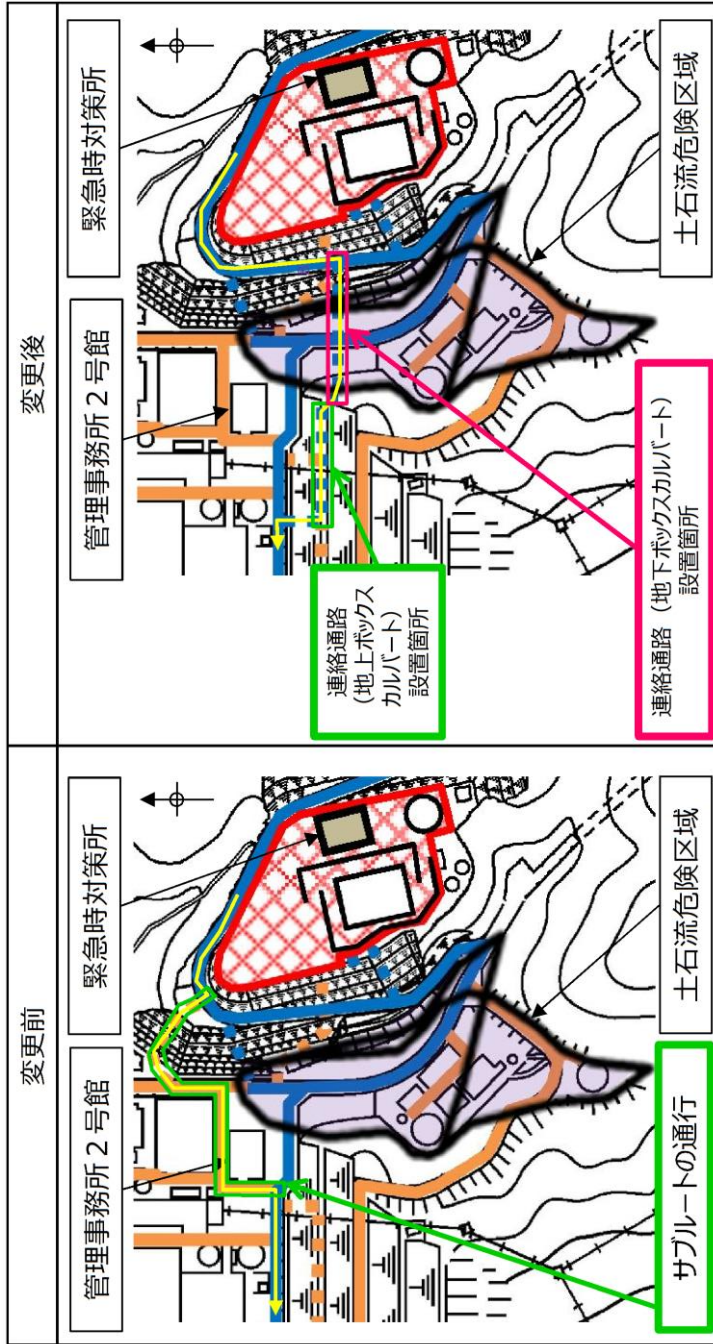 変更前
管理事務所２号館
緊急時対策所
サブルートの通行
土石流危険区域
変更後
管理事務所２号館
緊急時対策所
連絡通路
(地上ボックス
カルバート)
設置箇所
連絡通路（地下ボックスカルバート）
設置箇所
土石流危険区域